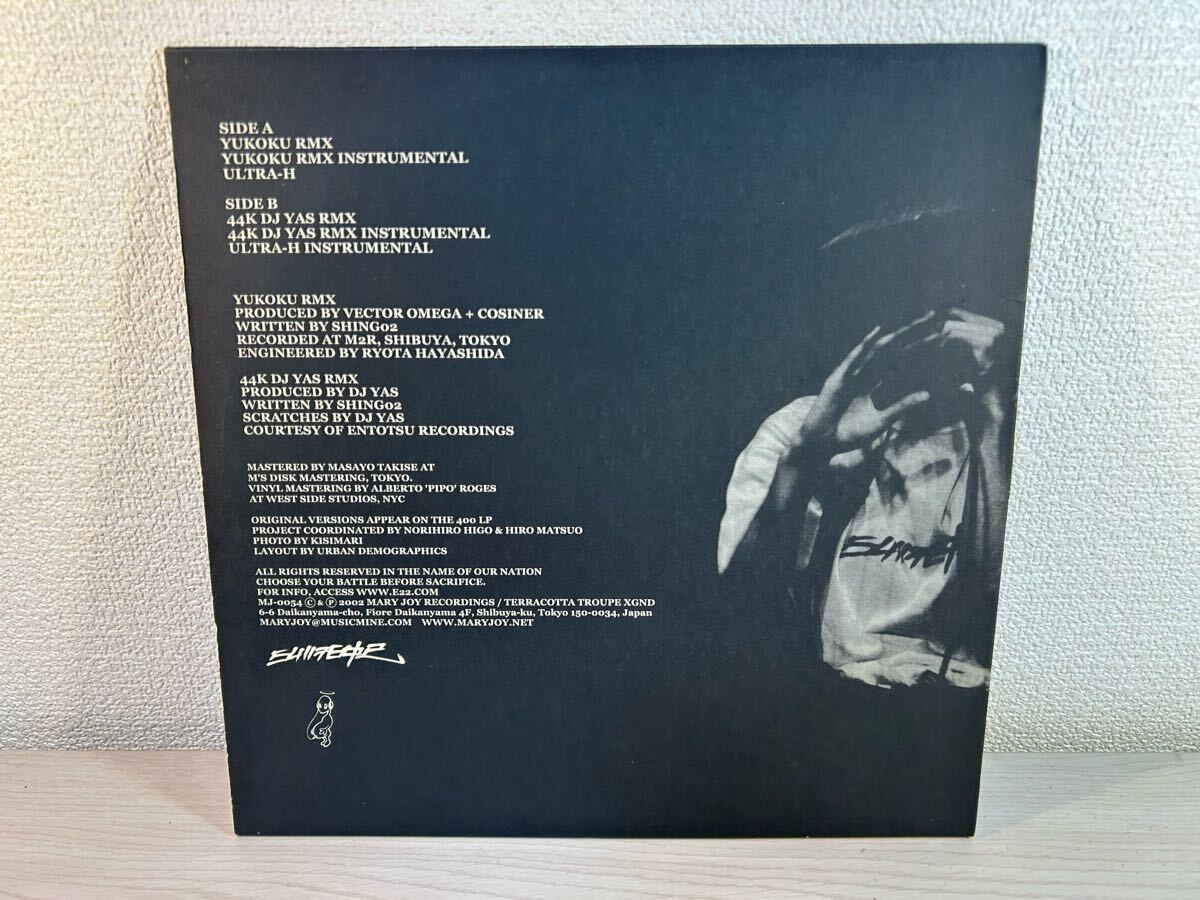 SIDE A
YUKOKU RMX
YUKOKU RMX INSTRUMENTAL
ULTRA-H
SIDE B
44K DJ YAS RMX
44K DJ YAS RMX INSTRUMENTAL
ULTRA-H INSTRUMENTAL
YUKOKU RMX
PRODUCED BY VECTOR OMEGA + COSINER
WRITTEN BY SHING02
RECORDED AT M2R, SHIBUYA, TOKYO
ENGINEERED BY RYOTA HAYASHIDA
44K DJ YAS RMX
PRODUCED BY DJ YAS
WRITTEN BY SHING02
SCRATCHES BY DJ YAS
COURTESY OF ENTOTSU RECORDINGS
MASTERED BY MASAYO TAKISE AT
M'S DISK MASTERING, TOKYO.
VINYL MASTERING BY ALBERTO 'PIPO' ROGES
AT WEST SIDE STUDIOS, NYC
ORIGINAL VERSIONS APPEAR ON THE 400 LP
PROJECT COORDINATED BY NORIHIRO HIGO & HIRO MATSUO
PHOTO BY KISIMARI
LAYOUT BY URBAN DEMOGRAPHICS
ALL RIGHTS RESERVED IN THE NAME OF OUR NATION
CHOOSE YOUR BATTLE BEFORE SACRIFICE.
FOR INFO, ACCESS WWW.E22.COM
MJ-0054 © & ℗ 2002 MARY JOY RECORDINGS / TERRACOTTA TROUPE XGND
6-6 Daikanyama-cho, Fiore Daikanyama 4F, Shibuya-ku, Tokyo 150-0034, Japan
MARYJOY@MUSICMINE.COM WWW.MARYJOY.NET